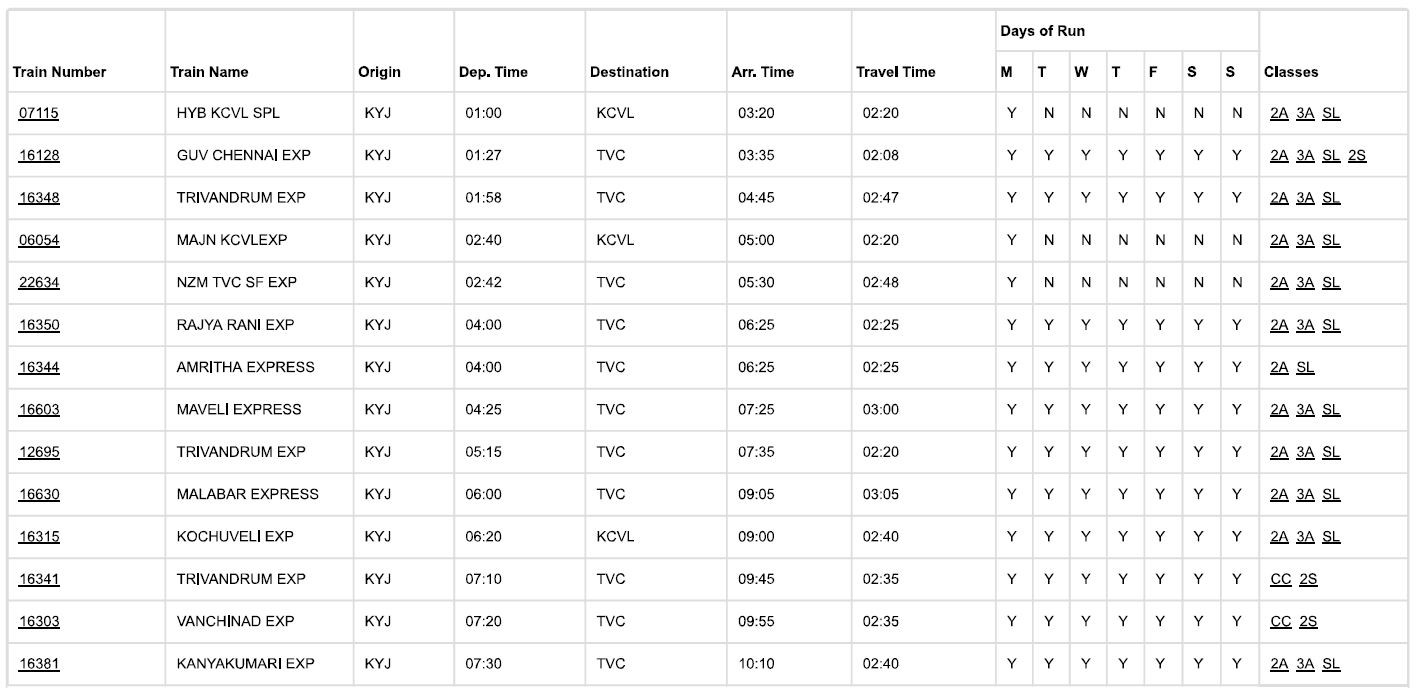 Days of Run
Train Number Train Name Origin Dep. Time Destination Arr. Time Travel Time M T W T F S S Classes
07115 HYB KCVL SPL KYJ 01:00 KCVL 03:20 02:20 Y N N N N N N 2A 3A SL
16128 GUV CHENNAI EXP KYJ 01:27 TVC 03:35 02:08 Y Y Y Y Y Y Y 2A 3A SL 2S
16348 TRIVANDRUM EXP KYJ 01:58 TVC 04:45 02:47 Y Y Y Y Y Y Y 2A 3A SL
06054 MAJN KCVLEXP KYJ 02:40 KCVL 05:00 02:20 Y N N N N N N 2A 3A SL
22634 NZM TVC SF EXP KYJ 02:42 TVC 05:30 02:48 Y N N N N N N 2A 3A SL
16350 RAJYA RANI EXP KYJ 04:00 TVC 06:25 02:25 Y Y Y Y Y Y Y 2A 3A SL
16344 AMRITHA EXPRESS KYJ 04:00 TVC 06:25 02:25 Y Y Y Y Y Y Y 2A SL
16603 MAVELI EXPRESS KYJ 04:25 TVC 07:25 03:00 Y Y Y Y Y Y Y 2A 3A SL
12695 TRIVANDRUM EXP KYJ 05:15 TVC 07:35 02:20 Y Y Y Y Y Y Y 2A 3A SL
16630 MALABAR EXPRESS KYJ 06:00 TVC 09:05 03:05 Y Y Y Y Y Y Y 2A 3A SL
16315 KOCHUVELI EXP KYJ 06:20 KCVL 09:00 02:40 Y Y Y Y Y Y Y 2A 3A SL
16341 TRIVANDRUM EXP KYJ 07:10 TVC 09:45 02:35 Y Y Y Y Y Y Y CC 2S
16303 VANCHINAD EXP KYJ 07:20 TVC 09:55 02:35 Y Y Y Y Y Y Y CC 2S
16381 KANYAKUMARI EXP KYJ 07:30 TVC 10:10 02:40 Y Y Y Y Y Y Y 2A 3A SL